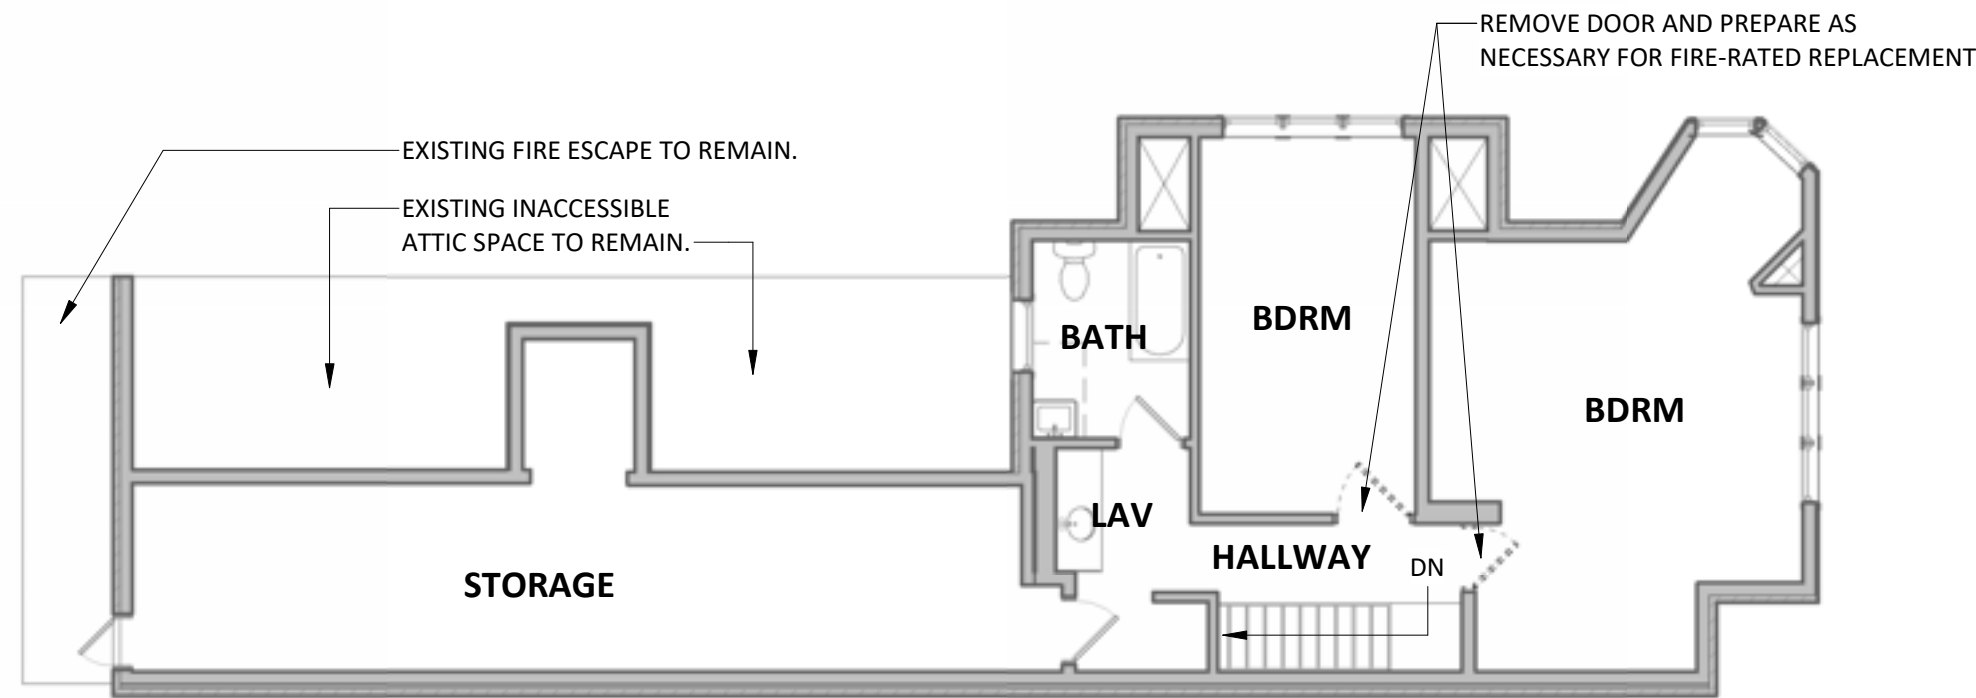 REMOVE DOOR AND PREPARE AS
NECESSARY FOR FIRE-RATED REPLACEMENT
EXISTING FIRE ESCAPE TO REMAIN.
EXISTING INACCESSIBLE
ATTIC SPACE TO REMAIN.
BATH
BDRM
BDRM
LAV
HALLWAY
DN
STORAGE